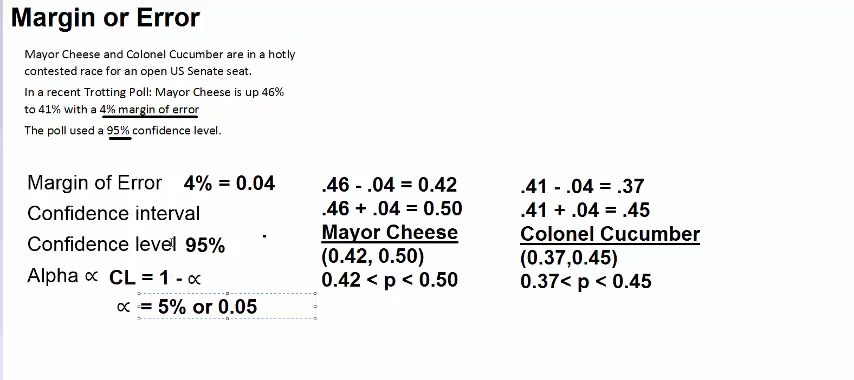 Margin or Error
Mayor Cheese and Colonel Cucumber are in a hotly
contested race for an open US Senate seat.
In a recent Trotting Poll: Mayor Cheese is up 46%
to 41% with a 4% margin of error
The poll used a 95% confidence level.
Margin of Error 4% = 0.04
Confidence interval
Confidence level 95%
Alpha ∝ CL = 1 - ∝
∝ = 5% or 0.05
.46 - .04 = 0.42
.46 + .04 = 0.50
Mayor Cheese
(0.42, 0.50)
0.42 < p < 0.50
.41 - .04 = .37
.41 + .04 = .45
Colonel Cucumber
(0.37,0.45)
0.37< p < 0.45